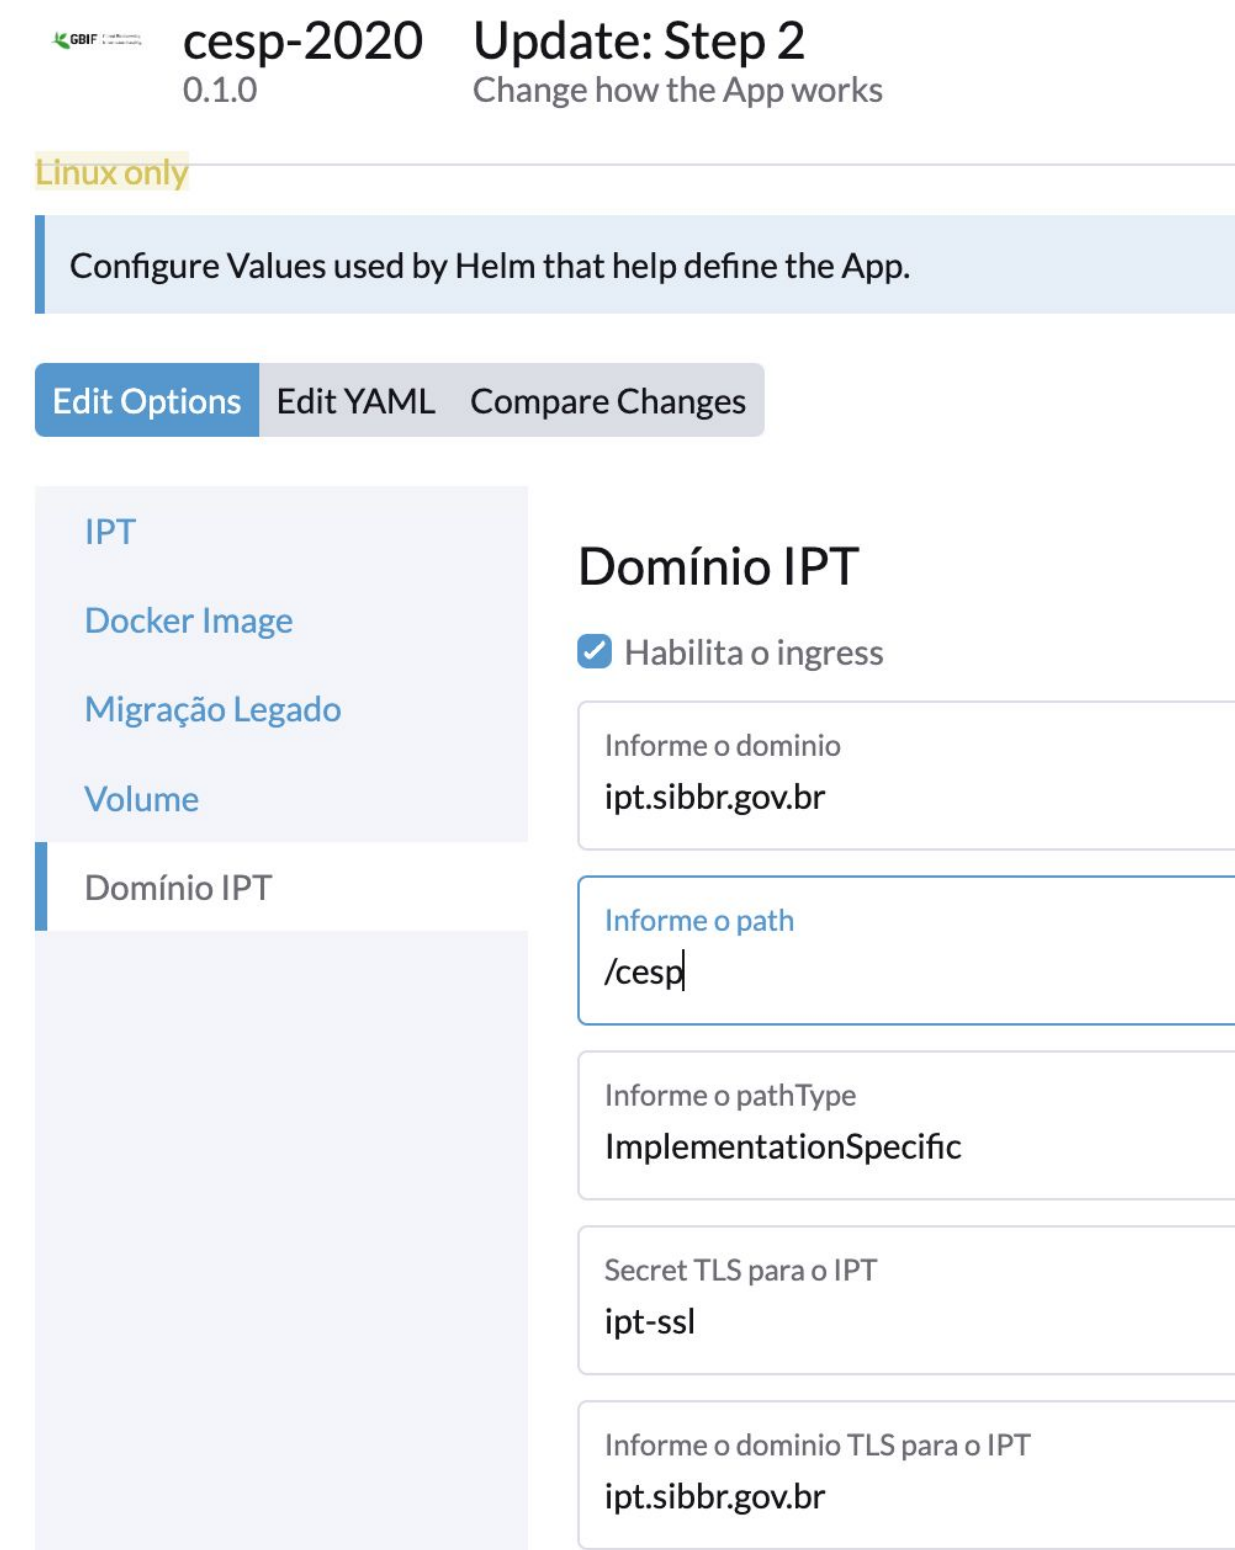 GBIF
cesp-2020
0.1.0
Update: Step 2
Change how the App works
Linux only
Configure Values used by Helm that help define the App.
Edit Options
Edit YAML
Compare Changes
IPT
Docker Image
Migração Legado
Volume
Domínio IPT
Domínio IPT
Habilita o ingress
Informe o dominio
ipt.sibbr.gov.br
Informe o path
/cesp
Informe o pathType
ImplementationSpecific
Secret TLS para o IPT
ipt-ssl
Informe o dominio TLS para o IPT
ipt.sibbr.gov.br